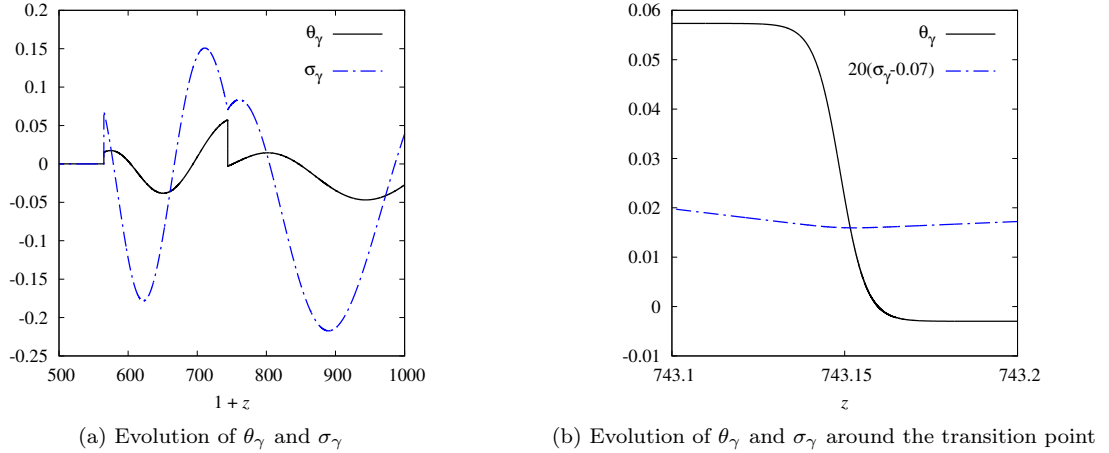 0.2
0.15
0.1
0.05
0
-0.05
-0.1
-0.15
-0.2
-0.25
500 600 700 800 900 1000
1 + z
θγ
σγ
(a) Evolution of θγ and σγ
0.06
0.05
0.04
0.03
0.02
0.01
0
-0.01
743.1 743.15 743.2
z
θγ
20(σγ-0.07)
(b) Evolution of θγ and σγ around the transition point